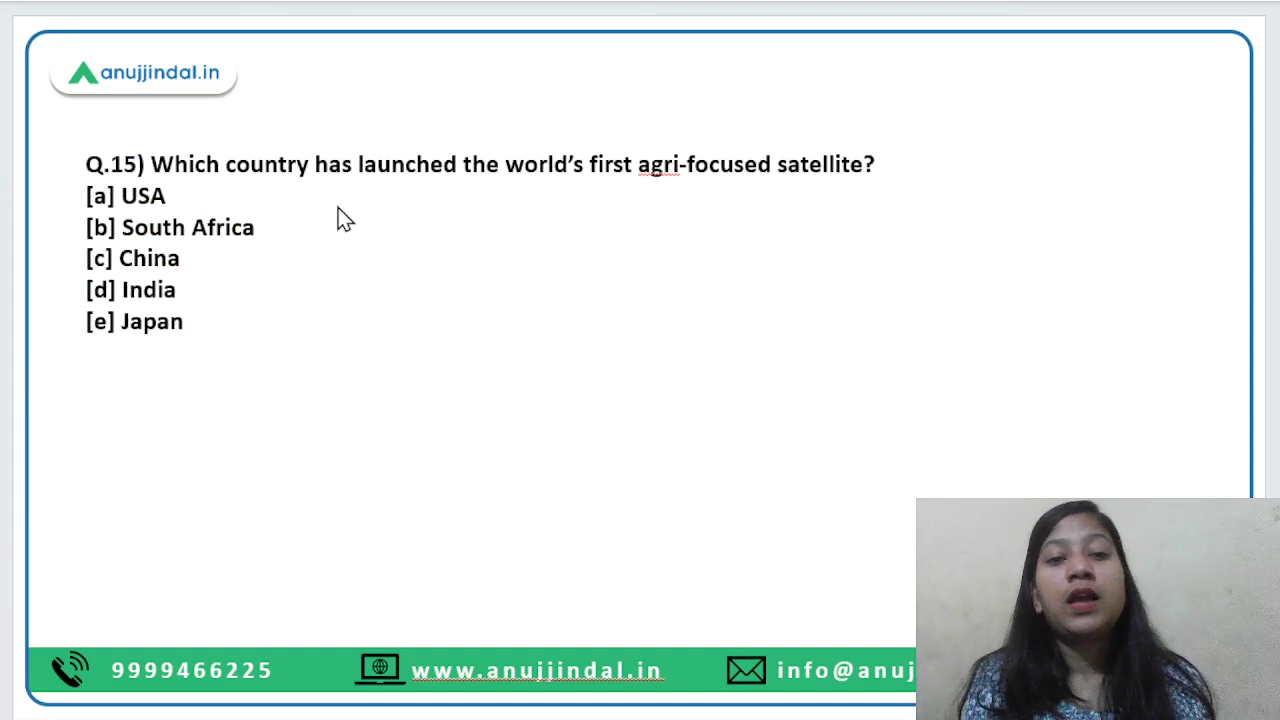 anujjindal.in
Q.15) Which country has launched the world’s first agri-focused satellite?
[a] USA
[b] South Africa
[c] China
[d] India
[e] Japan
9999466225
www.anujjindal.in
info@anuj